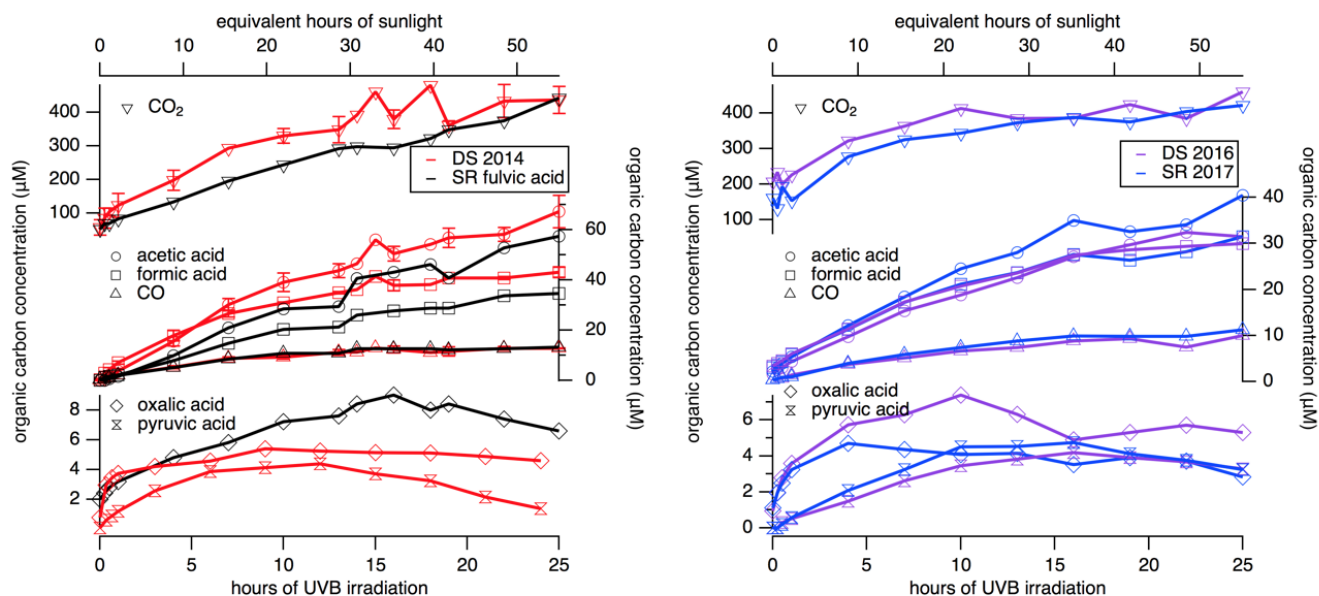 equivalent hours of sunlight
0 10 20 30 40 50
CO2
400
300
200
100
DS 2014
SR fulvic acid
acetic acid
formic acid
CO
60
40
20
0
oxalic acid
pyruvic acid
8
6
4
2
organic carbon concentration (µM)
organic carbon concentration (µM)
0 5 10 15 20 25
hours of UVB irradiation
equivalent hours of sunlight
0 10 20 30 40 50
CO2
400
300
200
100
DS 2016
SR 2017
acetic acid
formic acid
CO
40
30
20
10
0
oxalic acid
pyruvic acid
6
4
2
0
organic carbon concentration (µM)
organic carbon concentration (µM)
0 5 10 15 20 25
hours of UVB irradiation